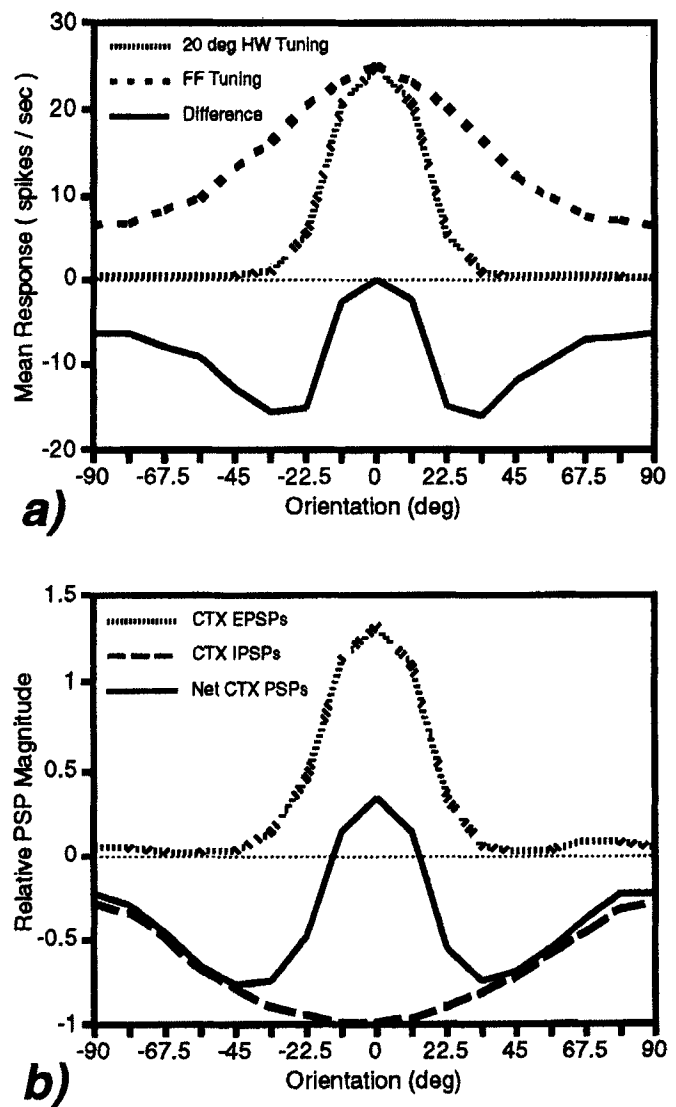 30
20
10
0
-10
-20
Mean Response ( spikes / sec )
20 deg HW Tuning
FF Tuning
Difference
-90 -67.5 -45 -22.5 0 22.5 45 67.5 90
Orientation (deg)
a)
1.5
1
0.5
0
-0.5
-1
Relative PSP Magnitude
CTX EPSPs
CTX IPSPs
Net CTX PSPs
-90 -67.5 -45 -22.5 0 22.5 45 67.5 90
Orientation (deg)
b)